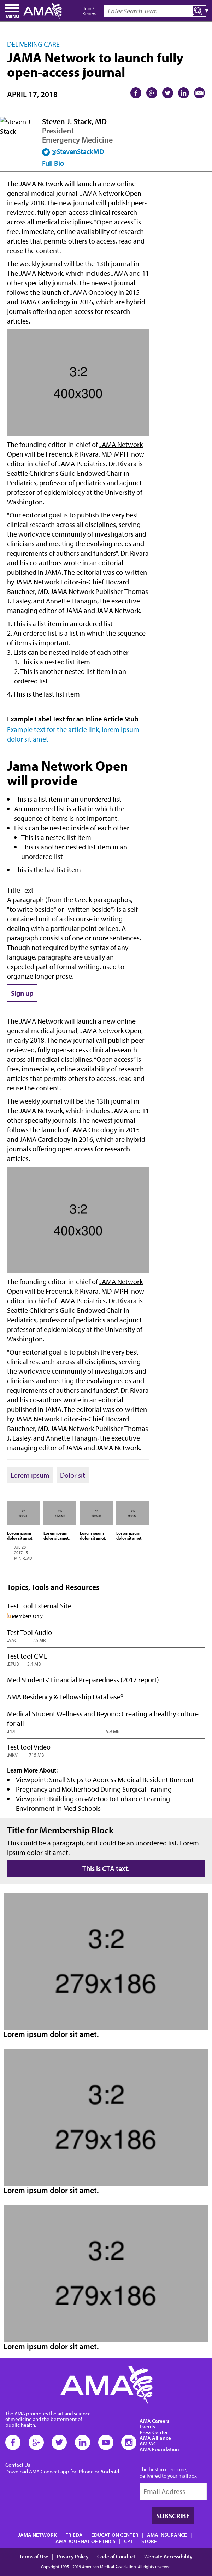 MENU
AMA
Join /
Renew
Enter Search Term
DELIVERING CARE
JAMA Network to launch fully
open-access journal
APRIL 17, 2018
Steven J
Stack
Steven J. Stack, MD
President
Emergency Medicine
@StevenStackMD
Full Bio
The JAMA Network will launch a new online
general medical journal, JAMA Network Open,
in early 2018. The new journal will publish peer-
reviewed, fully open-access clinical research
across all medical disciplines. "Open access" is
free, immediate, online availability of research
articles that permits others to access, read and
reuse the content.
The weekly journal will be the 13th journal in
The JAMA Network, which includes JAMA and 11
other specialty journals. The newest journal
follows the launch of JAMA Oncology in 2015
and JAMA Cardiology in 2016, which are hybrid
journals offering open access for research
articles.
3:2
400x300
The founding editor-in-chief of JAMA Network
Open will be Frederick P. Rivara, MD, MPH, now
editor-in-chief of JAMA Pediatrics. Dr. Rivara is
Seattle Children's Guild Endowed Chair in
Pediatrics, professor of pediatrics and adjunct
professor of epidemiology at the University of
Washington.
"Our editorial goal is to publish the very best
clinical research across all disciplines, serving
the worldwide community of investigators and
clinicians and meeting the evolving needs and
requirements of authors and funders", Dr. Rivara
and his co-authors wrote in an editorial
published in JAMA. The editorial was co-written
by JAMA Network Editor-in-Chief Howard
Bauchner, MD, JAMA Network Publisher Thomas
J. Easley, and Annette Flanagin, the executive
managing editor of JAMA and JAMA Network.
1. This is a list item in an ordered list
2. An ordered list is a list in which the sequence
of items is important.
3. Lists can be nested inside of each other
1. This is a nested list item
2. This is another nested list item in an
ordered list
4. This is the last list item
Example Label Text for an Inline Article Stub
Example text for the article link, lorem ipsum
dolor sit amet
Jama Network Open
will provide
• This is a list item in an unordered list
• An unordered list is a list in which the
sequence of items is not important.
• Lists can be nested inside of each other
• This is a nested list item
• This is another nested list item in an
unordered list
• This is the last list item
Title Text
A paragraph (from the Greek paragraphos,
"to write beside" or "written beside") is a self-
contained unit of a discourse in writing
dealing with a particular point or idea. A
paragraph consists of one or more sentences.
Though not required by the syntax of any
language, paragraphs are usually an
expected part of formal writing, used to
organize longer prose.
Sign up
The JAMA Network will launch a new online
general medical journal, JAMA Network Open,
in early 2018. The new journal will publish peer-
reviewed, fully open-access clinical research
across all medical disciplines. "Open access" is
free, immediate, online availability of research
articles that permits others to access, read and
reuse the content.
The weekly journal will be the 13th journal in
The JAMA Network, which includes JAMA and 11
other specialty journals. The newest journal
follows the launch of JAMA Oncology in 2015
and JAMA Cardiology in 2016, which are hybrid
journals offering open access for research
articles.
3:2
400x300
The founding editor-in-chief of JAMA Network
Open will be Frederick P. Rivara, MD, MPH, now
editor-in-chief of JAMA Pediatrics. Dr. Rivara is
Seattle Children's Guild Endowed Chair in
Pediatrics, professor of pediatrics and adjunct
professor of epidemiology at the University of
Washington.
"Our editorial goal is to publish the very best
clinical research across all disciplines, serving
the worldwide community of investigators and
clinicians and meeting the evolving needs and
requirements of authors and funders", Dr. Rivara
and his co-authors wrote in an editorial
published in JAMA. The editorial was co-written
by JAMA Network Editor-in-Chief Howard
Bauchner, MD, JAMA Network Publisher Thomas
J. Easley, and Annette Flanagin, the executive
managing editor of JAMA and JAMA Network.
Lorem ipsum Dolor sit
Lorem ipsum
dolor sit amet.
JUL 28,
2017 | 5
MIN READ
Lorem ipsum
dolor sit amet.
Lorem ipsum
dolor sit amet.
Lorem ipsum
dolor sit amet.
Topics, Tools and Resources
Test Tool External Site
Members Only
Test Tool Audio
.AAC 12.5 MB
Test tool CME
.EPUB 3.4 MB
Med Students' Financial Preparedness (2017 report)
AMA Residency & Fellowship Database®
Medical Student Wellness and Beyond: Creating a healthy culture
for all
.PDF 9.9 MB
Test tool Video
.MKV 715 MB
Learn More About:
• Viewpoint: Small Steps to Address Medical Resident Burnout
• Pregnancy and Motherhood During Surgical Training
• Viewpoint: Building on #MeToo to Enhance Learning
Environment in Med Schools
Title for Membership Block
This could be a paragraph, or it could be an unordered list. Lorem
ipsum dolor sit amet.
This is CTA text.
3:2
279x186
Lorem ipsum dolor sit amet.
3:2
279x186
Lorem ipsum dolor sit amet.
3:2
279x186
Lorem ipsum dolor sit amet.
AMA
The AMA promotes the art and science
of medicine and the betterment of
public health.
Contact Us
Download AMA Connect app for iPhone or Android
AMA Careers
Events
Press Center
AMA Alliance
AMPAC
AMA Foundation
The best in medicine,
delivered to your mailbox
Email Address
SUBSCRIBE
JAMA NETWORK | FREIDA | EDUCATION CENTER | AMA INSURANCE |
AMA JOURNAL OF ETHICS | CPT | STORE
Terms of Use | Privacy Policy | Code of Conduct | Website Accessibility
Copyright 1995 - 2019 American Medical Association. All rights reserved.